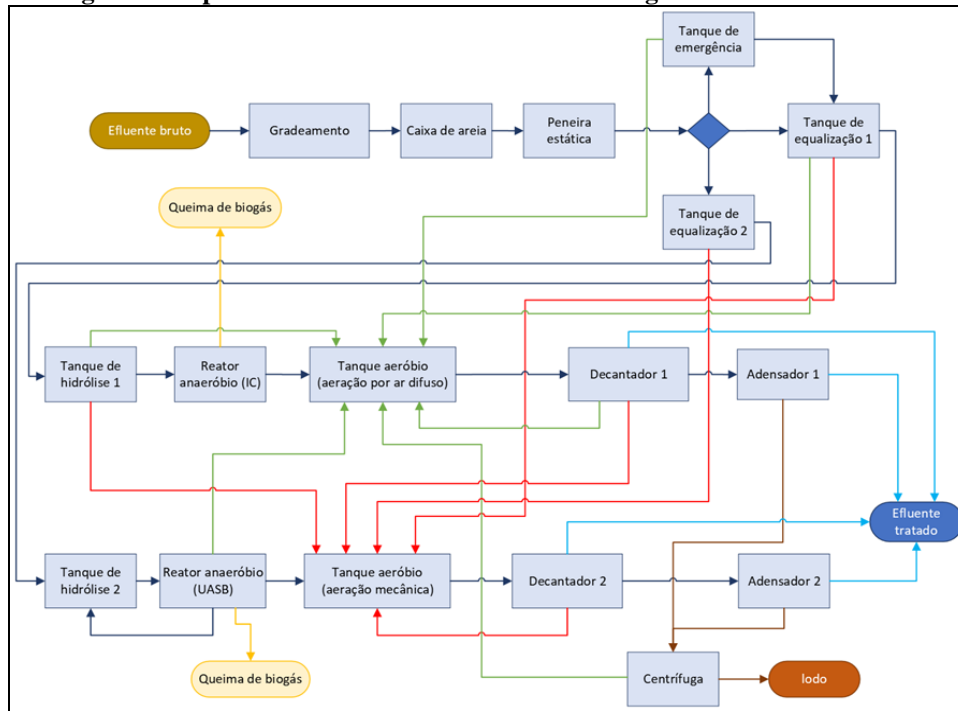 Tanque de
emergência
Efluente bruto
Gradeamento
Caixa de areia
Peneira
estática
Tanque de
equalização 1
Queima de biogás
Tanque de
equalização 2
Tanque de
hidrólise 1
Reator
anaeróbio (IC)
Tanque aeróbio
(aeração por ar difuso)
Decantador 1
Adensador 1
Efluente
tratado
Tanque de
hidrólise 2
Reator anaeróbio
(UASB)
Tanque aeróbio
(aeração mecânica)
Decantador 2
Adensador 2
Queima de biogás
Centrífuga
lodo